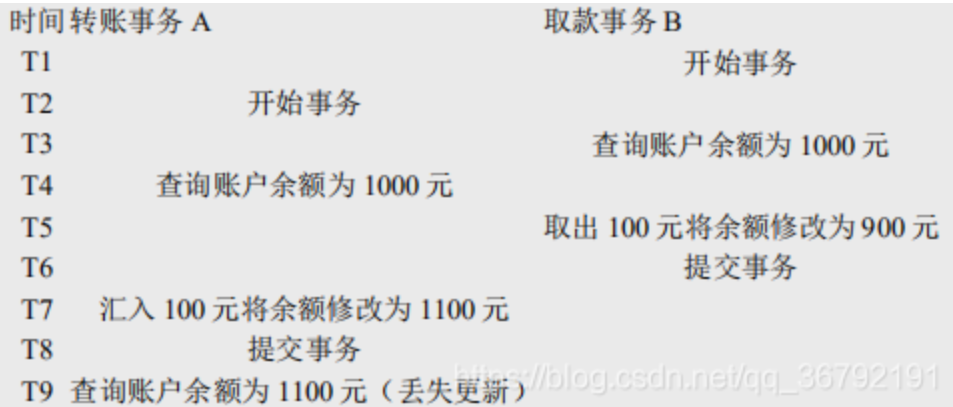 时间 转账事务 A 取款事务 B
T1 开始事务
T2 开始事务
T3 查询账户余额为 1000 元
T4 查询账户余额为 1000 元
T5 取出 100 元将余额修改为 900 元
T6 提交事务
T7 汇入 100 元将余额修改为 1100 元
T8 提交事务
T9 查询账户余额为 1100 元（丢失更新）
https://blog.csdn.net/qq_36792191